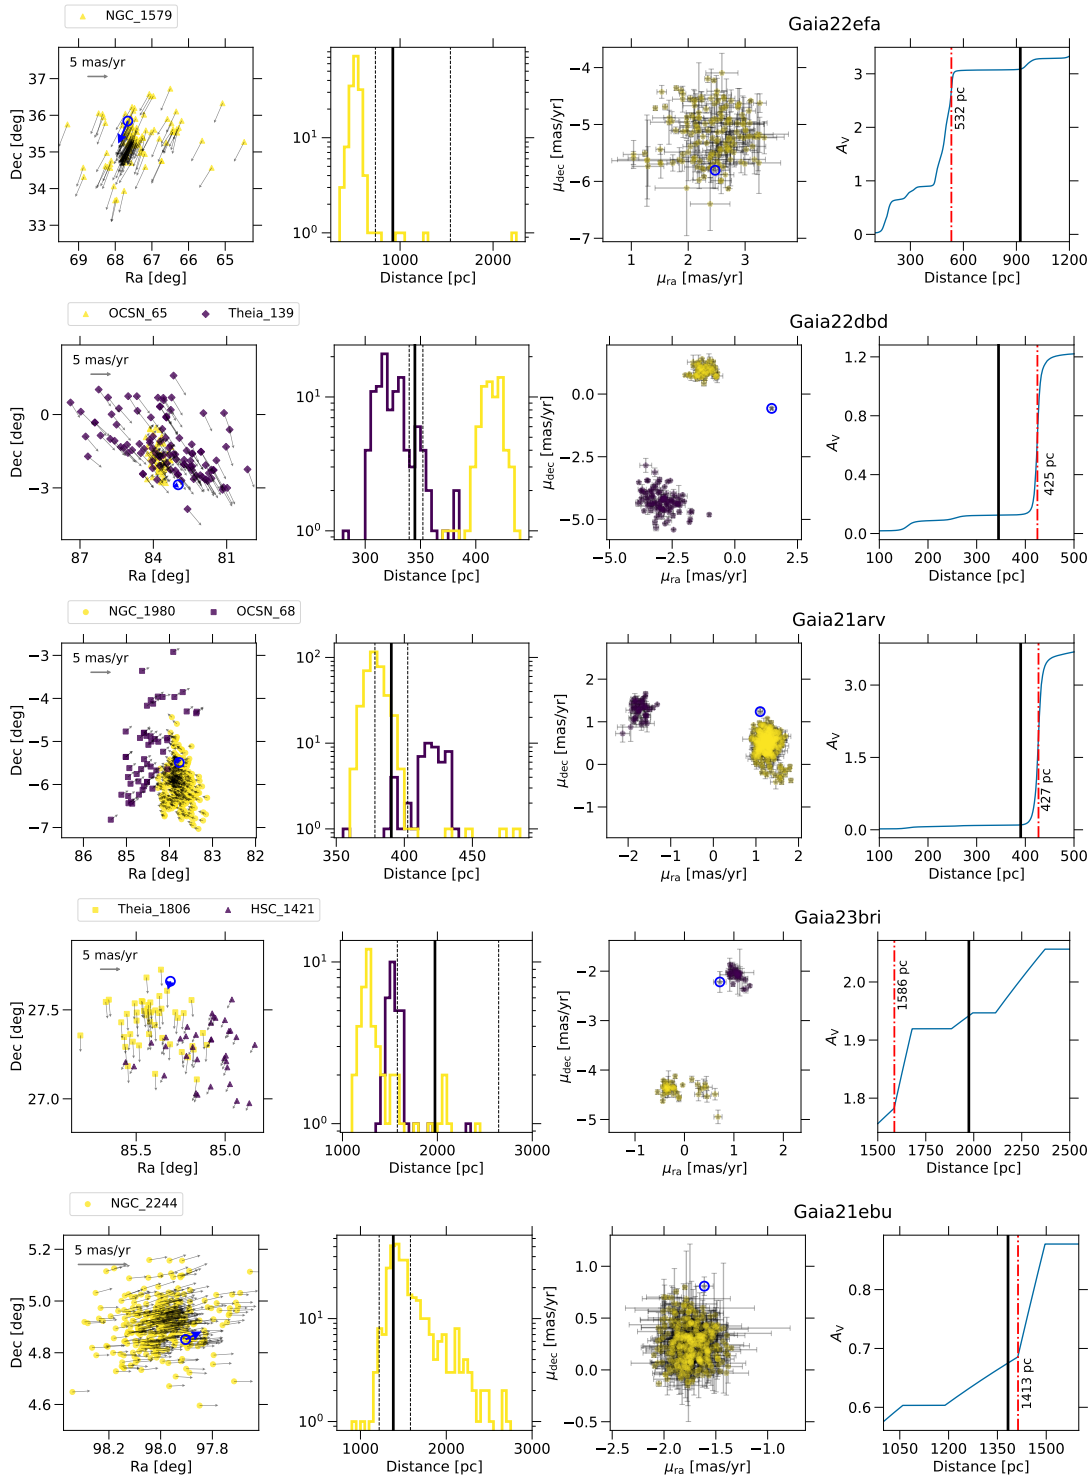 NGC_1579
Gaia22efa
5 mas/yr
37
36
35
34
33
Dec [deg]
69 68 67 66 65
Ra [deg]
10¹
10⁰
1000 2000
Distance [pc]
−4
−5
−6
−7
μdec [mas/yr]
1 2 3
μra [mas/yr]
3
2
1
0
AV
532 pc
300 600 900 1200
Distance [pc]
OCSN_65 Theia_139
Gaia22dbd
5 mas/yr
0
−3
Dec [deg]
87 84 81
Ra [deg]
10¹
10⁰
300 350 400
Distance [pc]
0.0
−2.5
−5.0
μdec [mas/yr]
−5.0 −2.5 0.0 2.5
μra [mas/yr]
1.2
0.8
0.4
0.0
AV
425 pc
100 200 300 400 500
Distance [pc]
NGC_1980 OCSN_68
Gaia21arv
5 mas/yr
−3
−4
−5
−6
−7
Dec [deg]
86 85 84 83 82
Ra [deg]
10²
10¹
10⁰
350 400 450
Distance [pc]
2
1
0
−1
μdec [mas/yr]
−2 −1 0 1 2
μra [mas/yr]
3.0
1.5
0.0
AV
427 pc
100 200 300 400 500
Distance [pc]
Theia_1806 HSC_1421
Gaia23bri
5 mas/yr
27.5
27.0
Dec [deg]
85.5 85.0
Ra [deg]
10¹
10⁰
1000 2000 3000
Distance [pc]
−2
−3
−4
−5
μdec [mas/yr]
−1 0 1 2
μra [mas/yr]
2.0
1.9
1.8
AV
1586 pc
1500 1750 2000 2250 2500
Distance [pc]
NGC_2244
Gaia21ebu
5 mas/yr
5.2
5.0
4.8
4.6
Dec [deg]
98.2 98.0 97.8
Ra [deg]
10¹
10⁰
1000 2000 3000
Distance [pc]
1.0
0.5
0.0
−0.5
μdec [mas/yr]
−2.5 −2.0 −1.5 −1.0 −0.5
μra [mas/yr]
0.8
0.7
0.6
AV
1413 pc
1050 1200 1350 1500
Distance [pc]